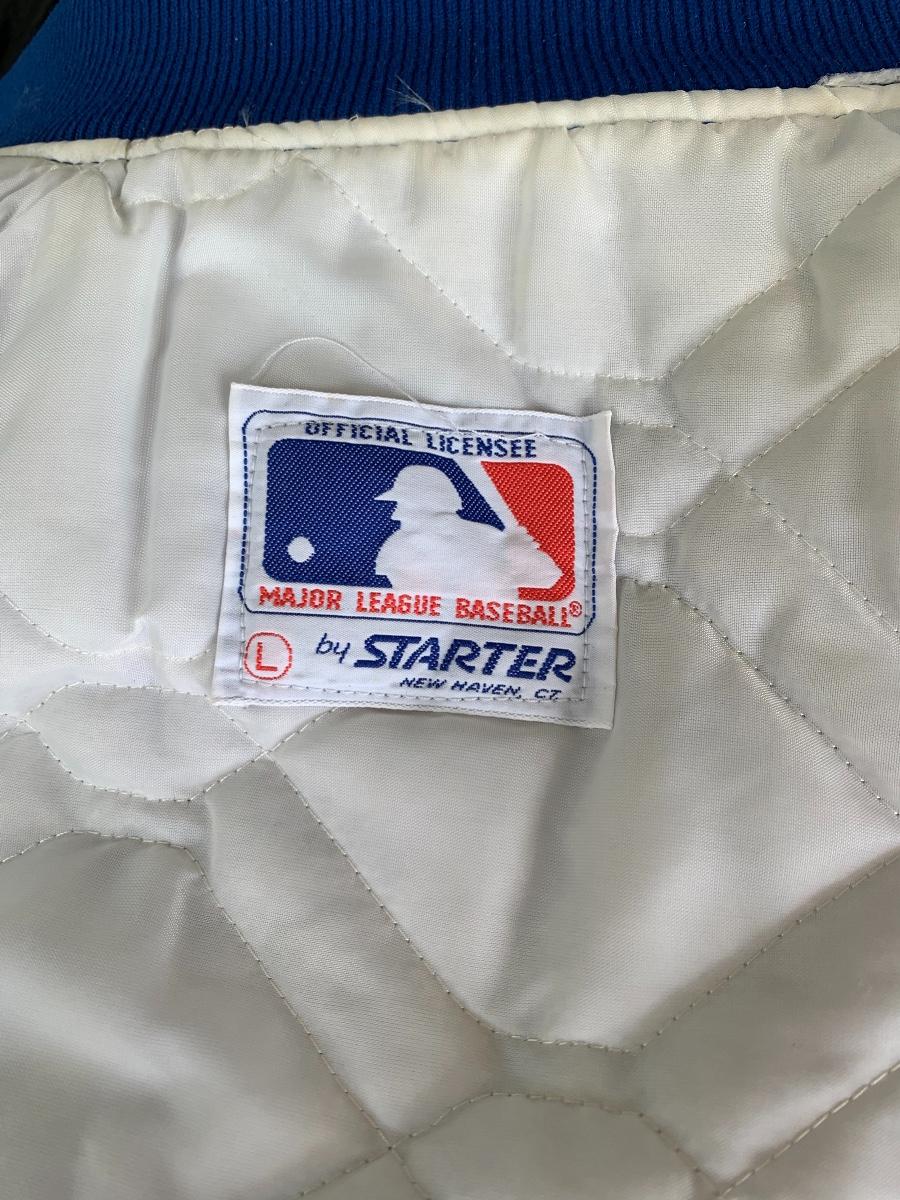 OFFICIAL LICENSEE
MAJOR LEAGUE BASEBALL®
L by STARTER
NEW HAVEN, CT.